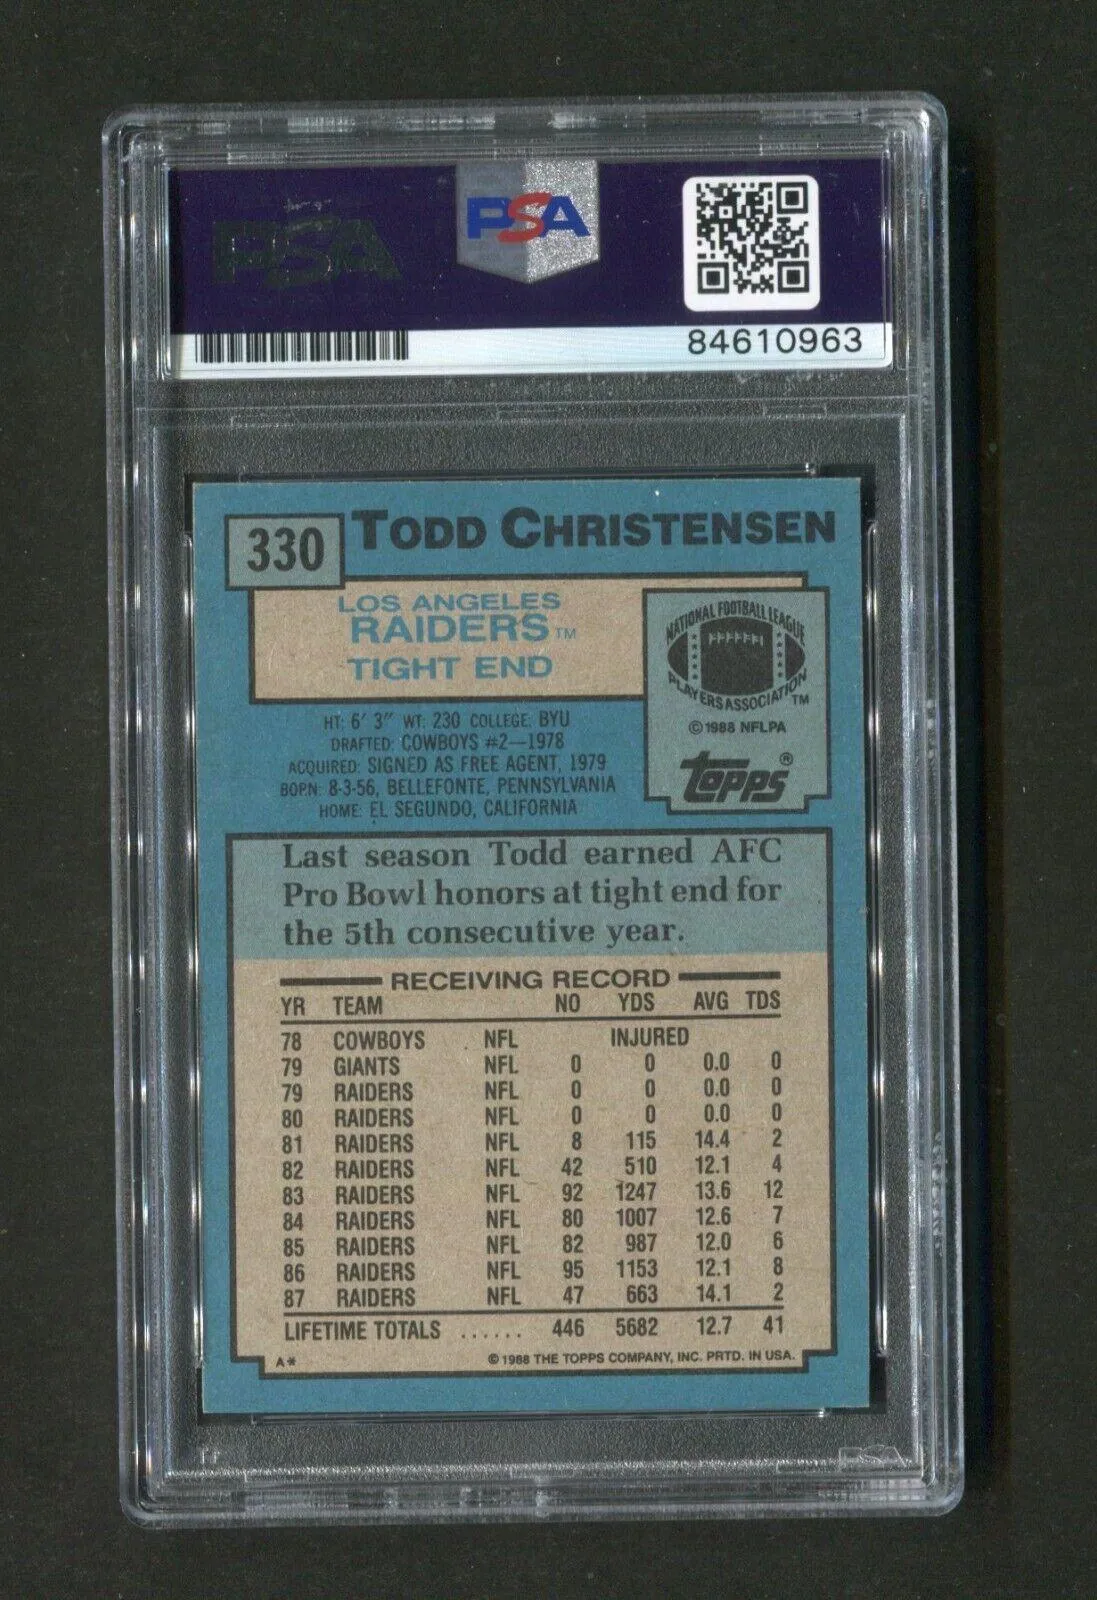 PSA
PSA
84610963
330
TODD CHRISTENSEN
LOS ANGELES
RAIDERS TM
TIGHT END
NATIONAL FOOTBALL LEAGUE
PLAYERS ASSOCIATION TM
© 1988 NFLPA
topps®
HT: 6' 3" WT: 230 COLLEGE: BYU
DRAFTED: COWBOYS #2—1978
ACQUIRED: SIGNED AS FREE AGENT, 1979
BORN: 8-3-56, BELLEFONTE, PENNSYLVANIA
HOME: EL SEGUNDO, CALIFORNIA
Last season Todd earned AFC
Pro Bowl honors at tight end for
the 5th consecutive year.
RECEIVING RECORD
YR TEAM NO YDS AVG TDS
78 COWBOYS NFL INJURED
79 GIANTS NFL 0 0 0.0 0
79 RAIDERS NFL 0 0 0.0 0
80 RAIDERS NFL 0 0 0.0 0
81 RAIDERS NFL 8 115 14.4 2
82 RAIDERS NFL 42 510 12.1 4
83 RAIDERS NFL 92 1247 13.6 12
84 RAIDERS NFL 80 1007 12.6 7
85 RAIDERS NFL 82 987 12.0 6
86 RAIDERS NFL 95 1153 12.1 8
87 RAIDERS NFL 47 663 14.1 2
LIFETIME TOTALS ...... 446 5682 12.7 41
A* © 1988 THE TOPPS COMPANY, INC. PRTD. IN USA.
PSA